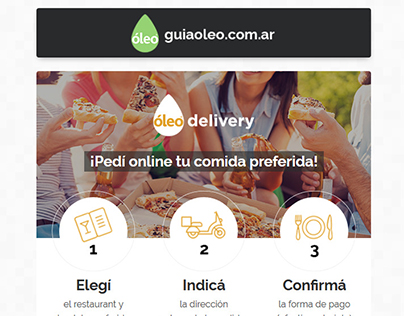 óleo guiaoleo.com.ar
óleo delivery
¡Pedí online tu comida preferida!
1 2 3
Elegí Indicá Confirmá
el restaurant y la dirección la forma de pago